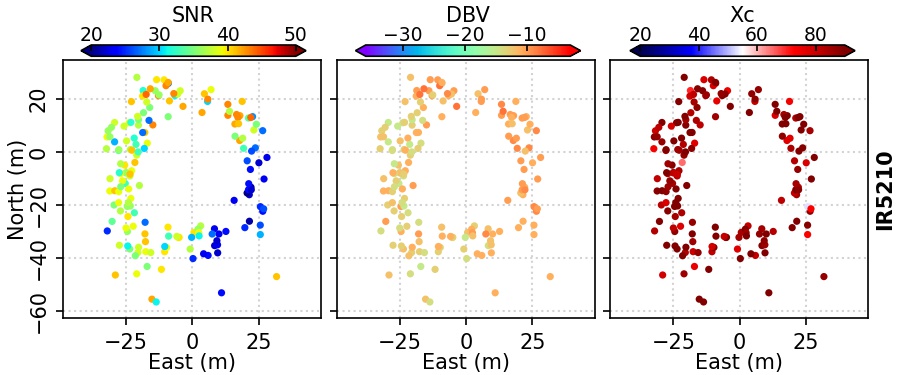 SNR DBV Xc
20 30 40 50 −30 −20 −10 20 40 60 80
20
0
−20
−40
−60
North (m)
IR5210
−25 0 25 −25 0 25 −25 0 25
East (m) East (m) East (m)